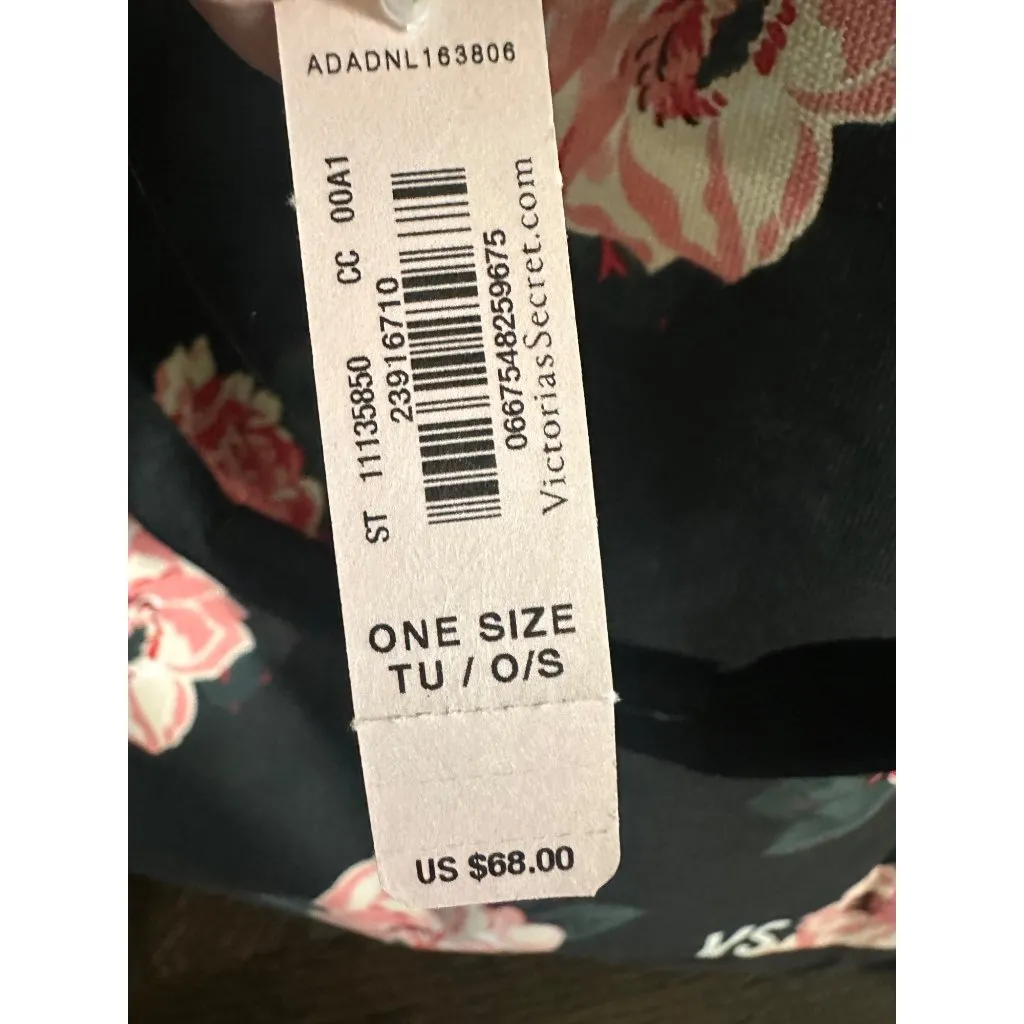 ADADNL163806
ST 11135850 CC 00A1
23916710
0667548259675
VictoriasSecret.com
ONE SIZE
TU / O/S
US $68.00
VS